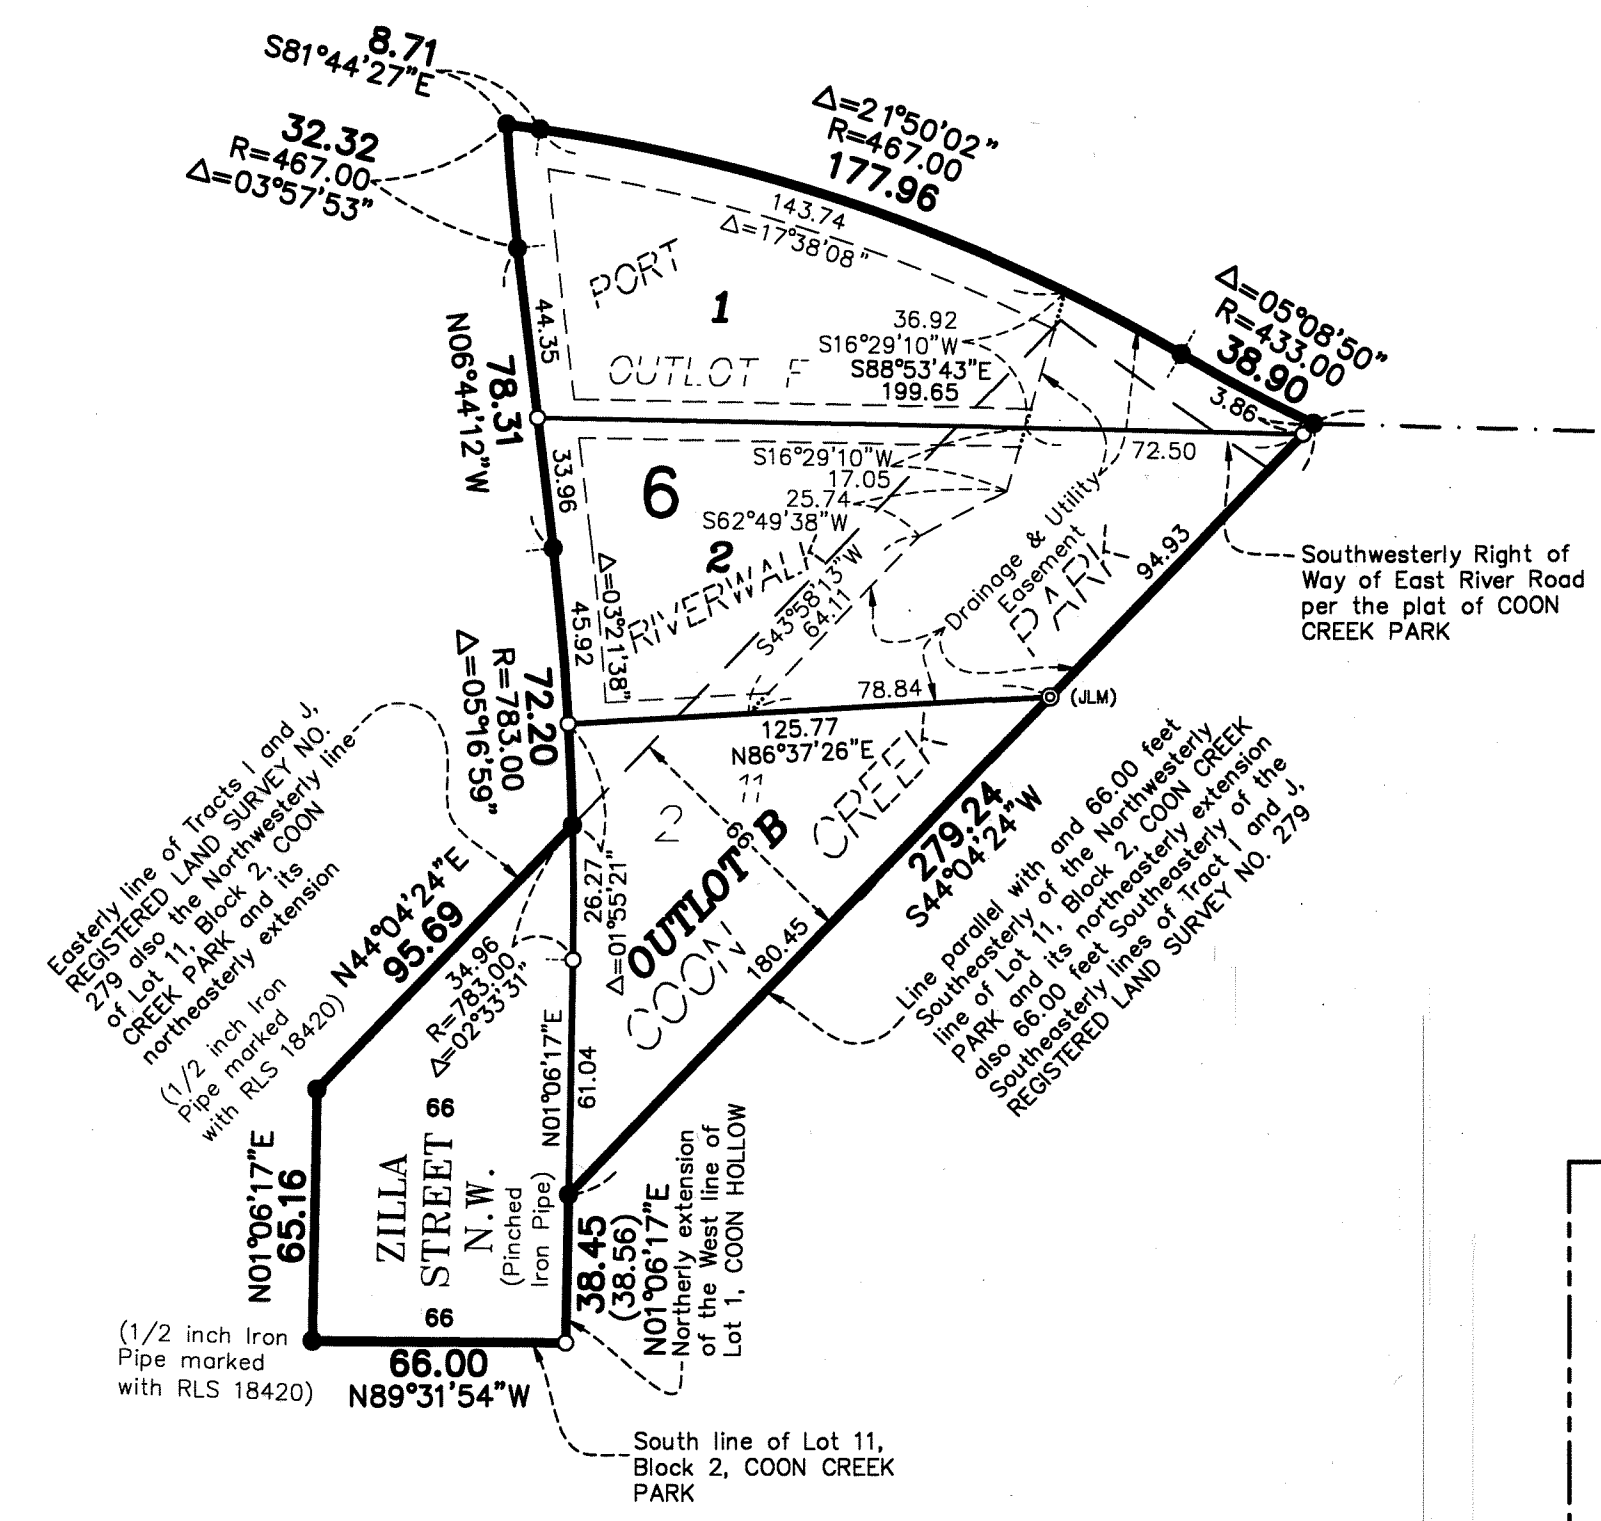 8.71
S81°44'27"E
32.32
R=467.00
Δ=03°57'53"
Δ=21°50'02"
R=467.00
177.96
143.74
Δ=17°38'08"
PORT
1
OUTLOT F
36.92
S16°29'10"W
S88°53'43"E
199.65
Δ=05°08'50"
R=433.00
38.90
3.86
72.50
44.35
78.31
N06°44'12"W
33.96
6
2
S16°29'10"W
17.05
25.74
S62°49'38"W
RIVERWALK
S43°58'13"W
64.11
Drainage & Utility
Easement
PARK
94.93
Southwesterly Right of
Way of East River Road
per the plat of COON
CREEK PARK
45.92
Δ=03°21'38"
72.20
R=783.00
Δ=05°16'59"
78.84
(JLM)
125.77
N86°37'26"E
11
2
66
OUTLOT B
COON
CREEK
26.27
Δ=01°55'21"
180.45
279.24
S44°04'24"W
Line parallel with and 66.00 feet
Southeasterly of the Northwesterly
line of Lot 11, Block 2, COON CREEK
PARK and its northeasterly extension
also 66.00 feet Southeasterly of the
Southeasterly lines of Tract I and J,
REGISTERED LAND SURVEY NO. 279
Easterly line of Tracts I and J,
REGISTERED LAND SURVEY NO.
279 also the Northwesterly line
of Lot 11, Block 2, COON
CREEK PARK and its
northeasterly extension
N44°04'24"E
95.69
(1/2 inch Iron
Pipe marked
with RLS 18420)
34.96
R=783.00
Δ=02°33'31"
N01°06'17"E
61.04
N01°06'17"E
65.16
66
ZILLA
STREET
N.W.
66
(Pinched
Iron Pipe)
38.45
(38.56)
N01°06'17"E
Northerly extension
of the West line of
Lot 1, COON HOLLOW
(1/2 inch Iron
Pipe marked
with RLS 18420)
66.00
N89°31'54"W
South line of Lot 11,
Block 2, COON CREEK
PARK